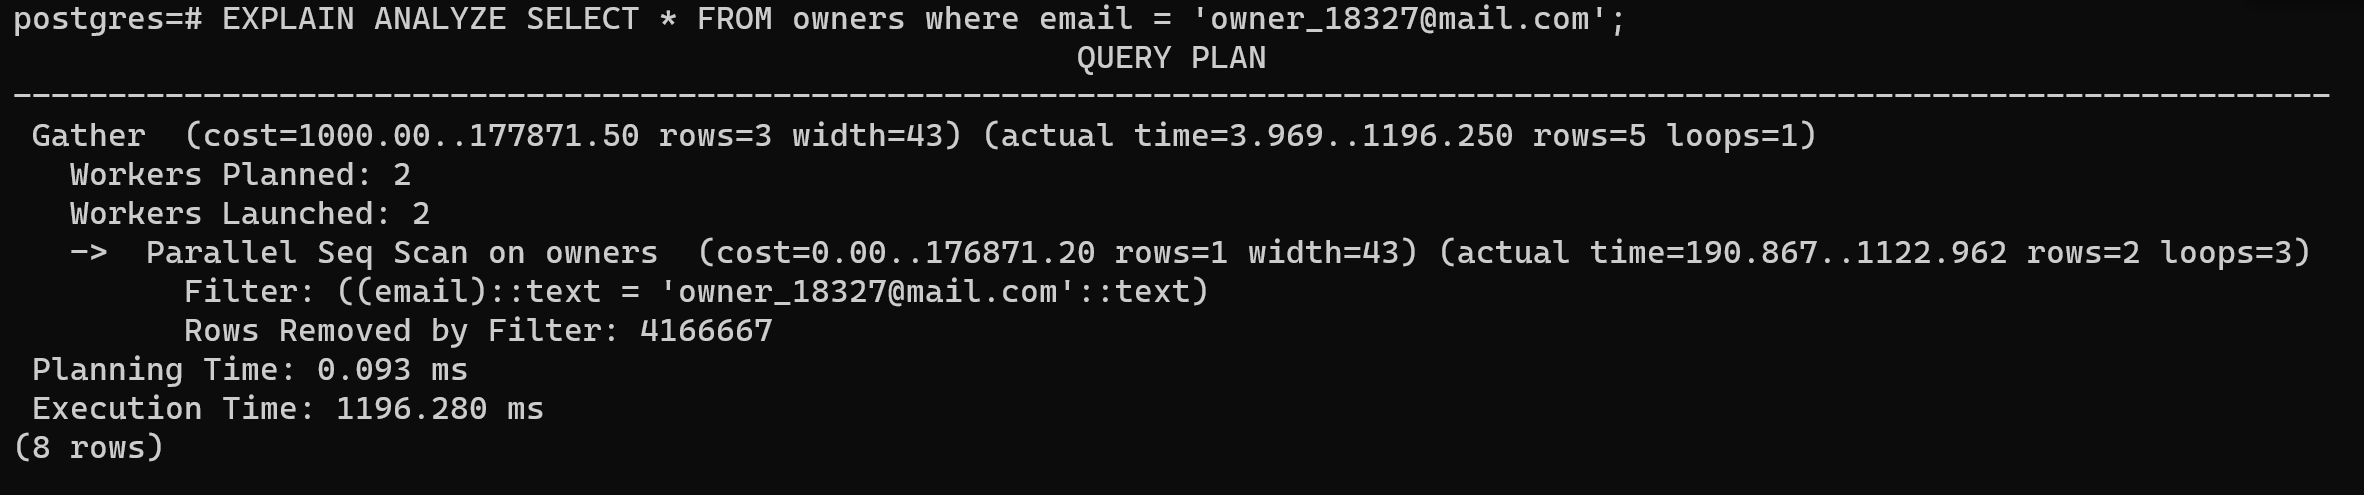 postgres=# EXPLAIN ANALYZE SELECT * FROM owners where email = 'owner_18327@mail.com';
QUERY PLAN
--------------------------------------------------------------------------------------------------------------------------
Gather  (cost=1000.00..177871.50 rows=3 width=43) (actual time=3.969..1196.250 rows=5 loops=1)
Workers Planned: 2
Workers Launched: 2
->  Parallel Seq Scan on owners  (cost=0.00..176871.20 rows=1 width=43) (actual time=190.867..1122.962 rows=2 loops=3)
Filter: ((email)::text = 'owner_18327@mail.com'::text)
Rows Removed by Filter: 4166667
Planning Time: 0.093 ms
Execution Time: 1196.280 ms
(8 rows)